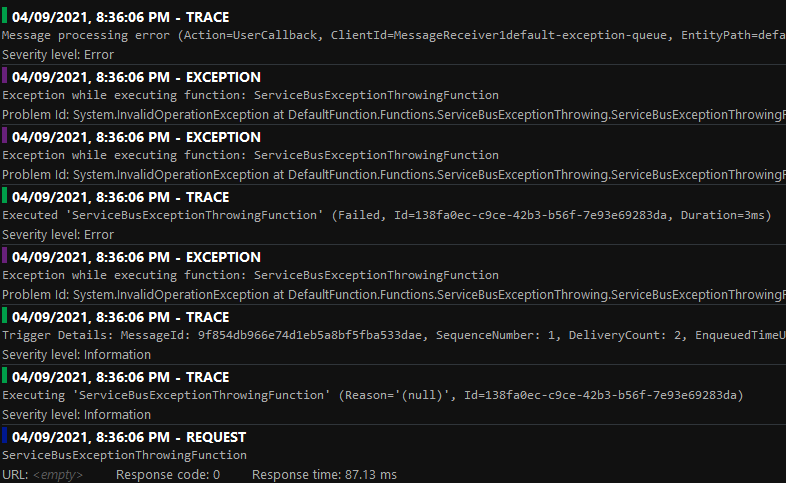 04/09/2021, 8:36:06 PM - TRACE
Message processing error (Action=UserCallback, ClientId=MessageReceiver1default-exception-queue, EntityPath=defa
Severity level: Error
04/09/2021, 8:36:06 PM - EXCEPTION
Exception while executing function: ServiceBusExceptionThrowingFunction
Problem Id: System.InvalidOperationException at DefaultFunction.Functions.ServiceBusExceptionThrowing.ServiceBusExceptionThrowingF
04/09/2021, 8:36:06 PM - EXCEPTION
Exception while executing function: ServiceBusExceptionThrowingFunction
Problem Id: System.InvalidOperationException at DefaultFunction.Functions.ServiceBusExceptionThrowing.ServiceBusExceptionThrowingF
04/09/2021, 8:36:06 PM - TRACE
Executed 'ServiceBusExceptionThrowingFunction' (Failed, Id=138fa0ec-c9ce-42b3-b56f-7e93e69283da, Duration=3ms)
Severity level: Error
04/09/2021, 8:36:06 PM - EXCEPTION
Exception while executing function: ServiceBusExceptionThrowingFunction
Problem Id: System.InvalidOperationException at DefaultFunction.Functions.ServiceBusExceptionThrowing.ServiceBusExceptionThrowingF
04/09/2021, 8:36:06 PM - TRACE
Trigger Details: MessageId: 9f854db966e74d1eb5a8bf5fba533dae, SequenceNumber: 1, DeliveryCount: 2, EnqueuedTimeU
Severity level: Information
04/09/2021, 8:36:06 PM - TRACE
Executing 'ServiceBusExceptionThrowingFunction' (Reason='(null)', Id=138fa0ec-c9ce-42b3-b56f-7e93e69283da)
Severity level: Information
04/09/2021, 8:36:06 PM - REQUEST
ServiceBusExceptionThrowingFunction
URL: <empty> Response code: 0 Response time: 87.13 ms